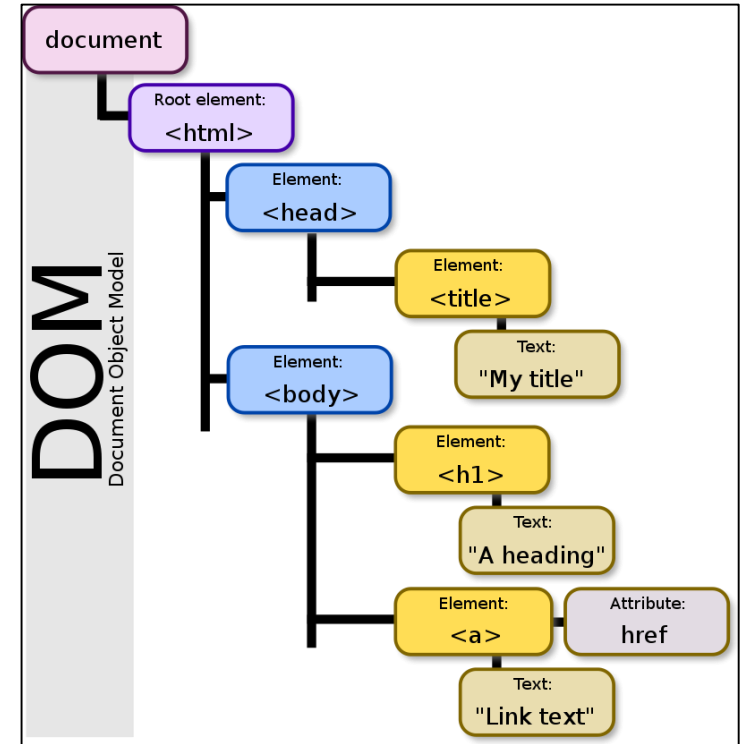 document
Root element:
<html>
Element:
<head>
Element:
<title>
Text:
"My title"
Element:
<body>
Element:
<h1>
Text:
"A heading"
Element:
<a>
Attribute:
href
Text:
"Link text"
DOM
Document Object Model